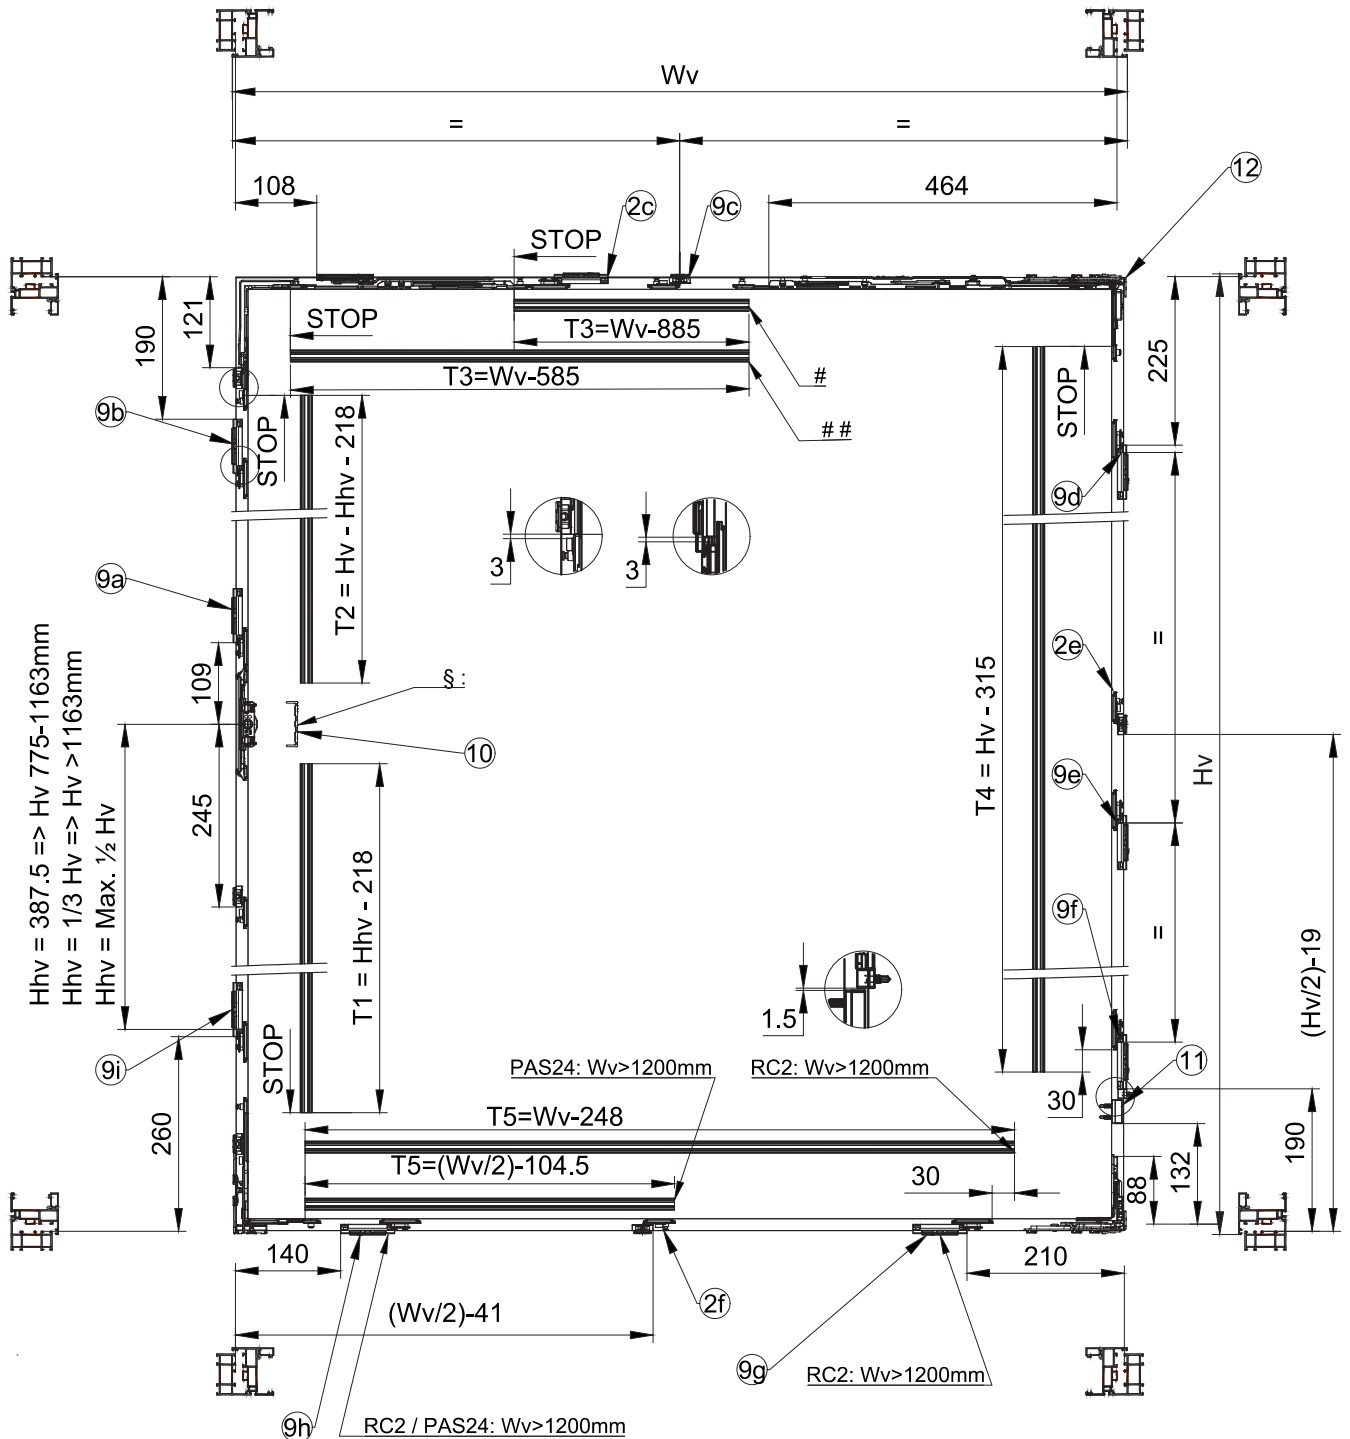 Wv
=
=
108
464
12
2c
9c
STOP
190
121
STOP
T3=Wv-885
T3=Wv-585
#
##
STOP
225
9b
STOP
T2 = Hv - Hhv - 218
9d
3
3
9a
109
§ :
10
T4 = Hv - 315
2e
=
Hv
9e
Hhv = 387.5 => Hv 775-1163mm
Hhv = 1/3 Hv => Hv >1163mm
Hhv = Max. ½ Hv
245
T1 = Hhv - 218
9f
=
(Hv/2)-19
1.5
9i
STOP
PAS24: Wv>1200mm
RC2: Wv>1200mm
11
30
260
T5=Wv-248
T5=(Wv/2)-104.5
30
88
132
190
140
210
(Wv/2)-41
2f
9g
RC2: Wv>1200mm
9h
RC2 / PAS24: Wv>1200mm